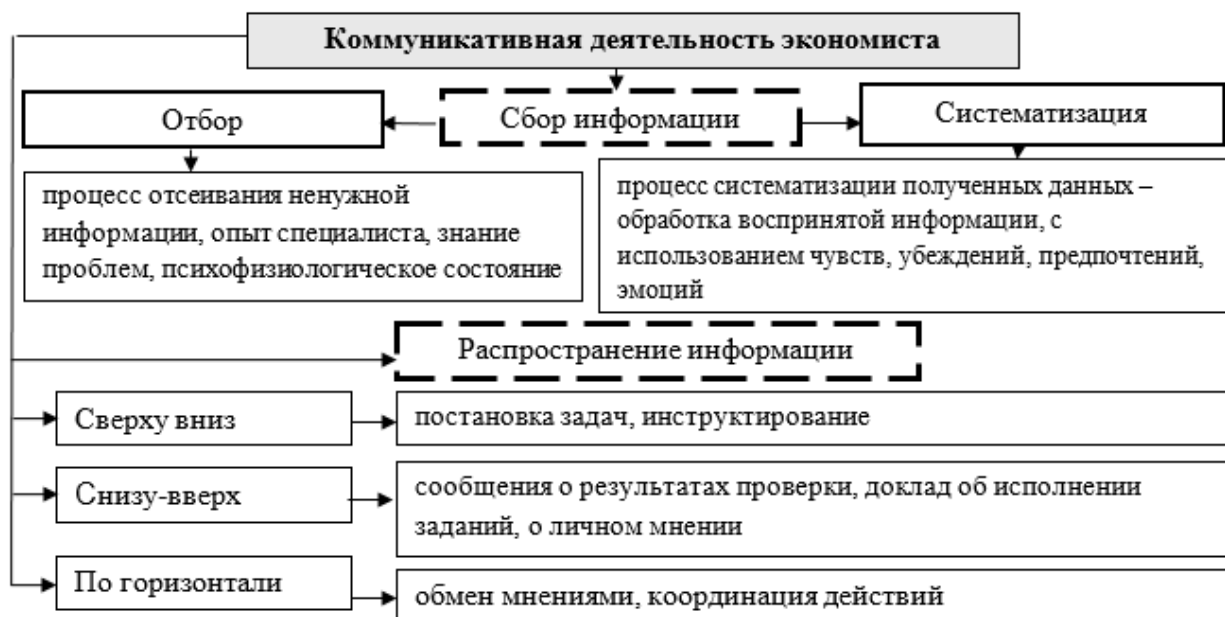 Коммуникативная деятельность экономиста
Отбор
Сбор информации
Систематизация
процесс отсеивания ненужной
информации, опыт специалиста, знание
проблем, психофизиологическое состояние
процесс систематизации полученных данных –
обработка воспринятой информации, с
использованием чувств, убеждений, предпочтений,
эмоций
Распространение информации
Сверху вниз
постановка задач, инструктирование
Снизу-вверх
сообщения о результатах проверки, доклад об исполнении
заданий, о личном мнении
По горизонтали
обмен мнениями, координация действий